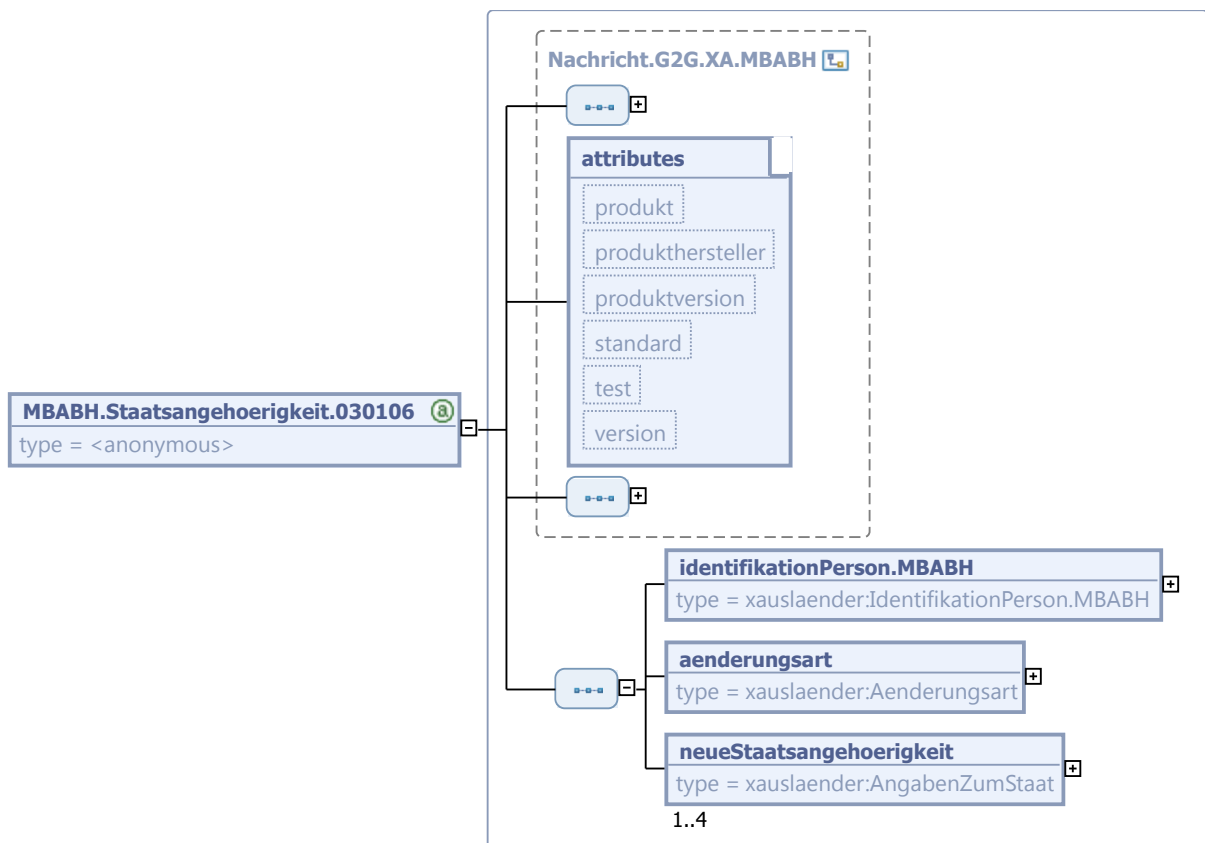 Nachricht.G2G.XA.MBABH
attributes
produkt
produkthersteller
produktversion
standard
test
version
MBABH.Staatsangehoerigkeit.030106 @
type = <anonymous>
identifikationPerson.MBABH
type = xauslaender:IdentifikationPerson.MBABH
aenderungsart
type = xauslaender:Aenderungsart
neueStaatsangehoerigkeit
type = xauslaender:AngabenZumStaat
1..4